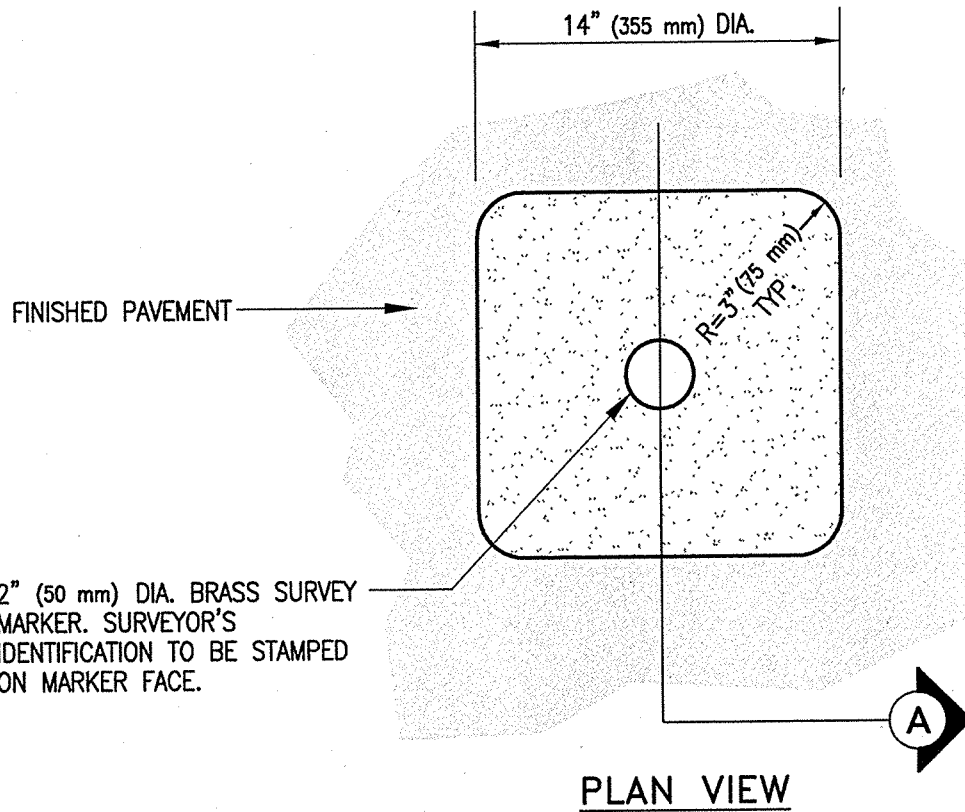 14" (355 mm) DIA.
R=3" (75 mm)
TYP.
FINISHED PAVEMENT
2" (50 mm) DIA. BRASS SURVEY
MARKER. SURVEYOR'S
IDENTIFICATION TO BE STAMPED
ON MARKER FACE.
A
PLAN VIEW